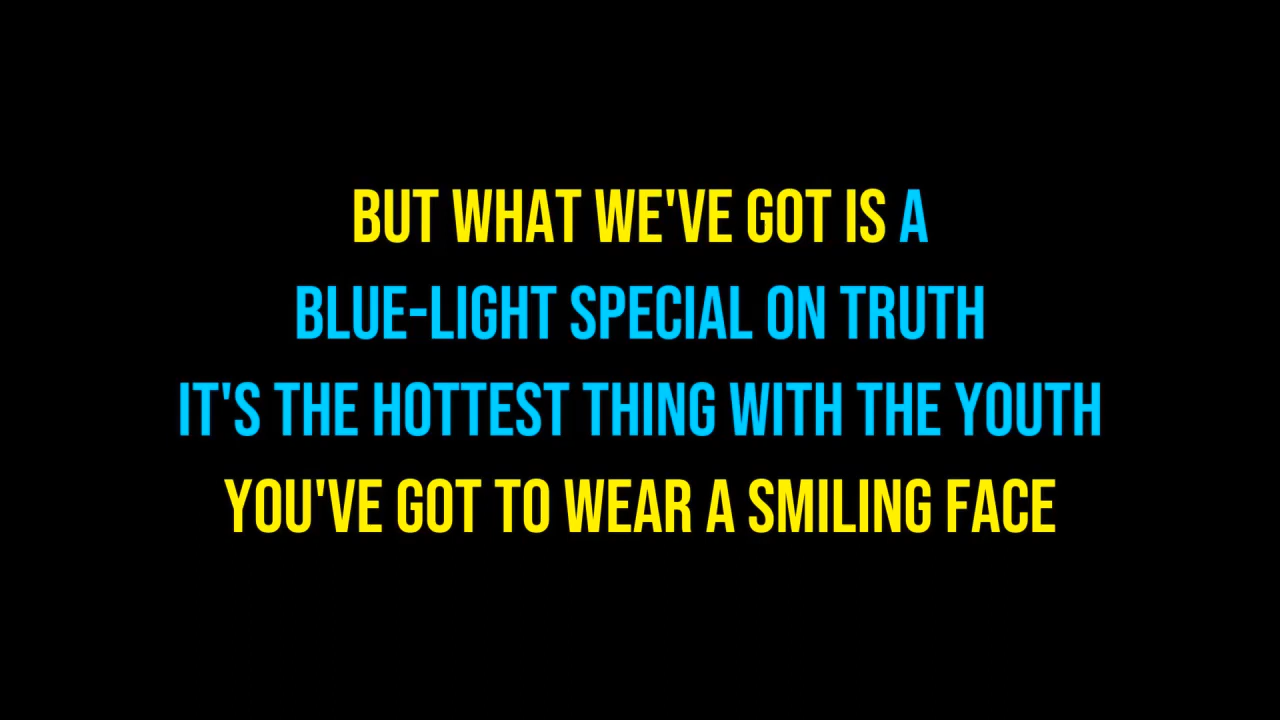 BUT WHAT WE'VE GOT IS A
BLUE-LIGHT SPECIAL ON TRUTH
IT'S THE HOTTEST THING WITH THE YOUTH
YOU'VE GOT TO WEAR A SMILING FACE